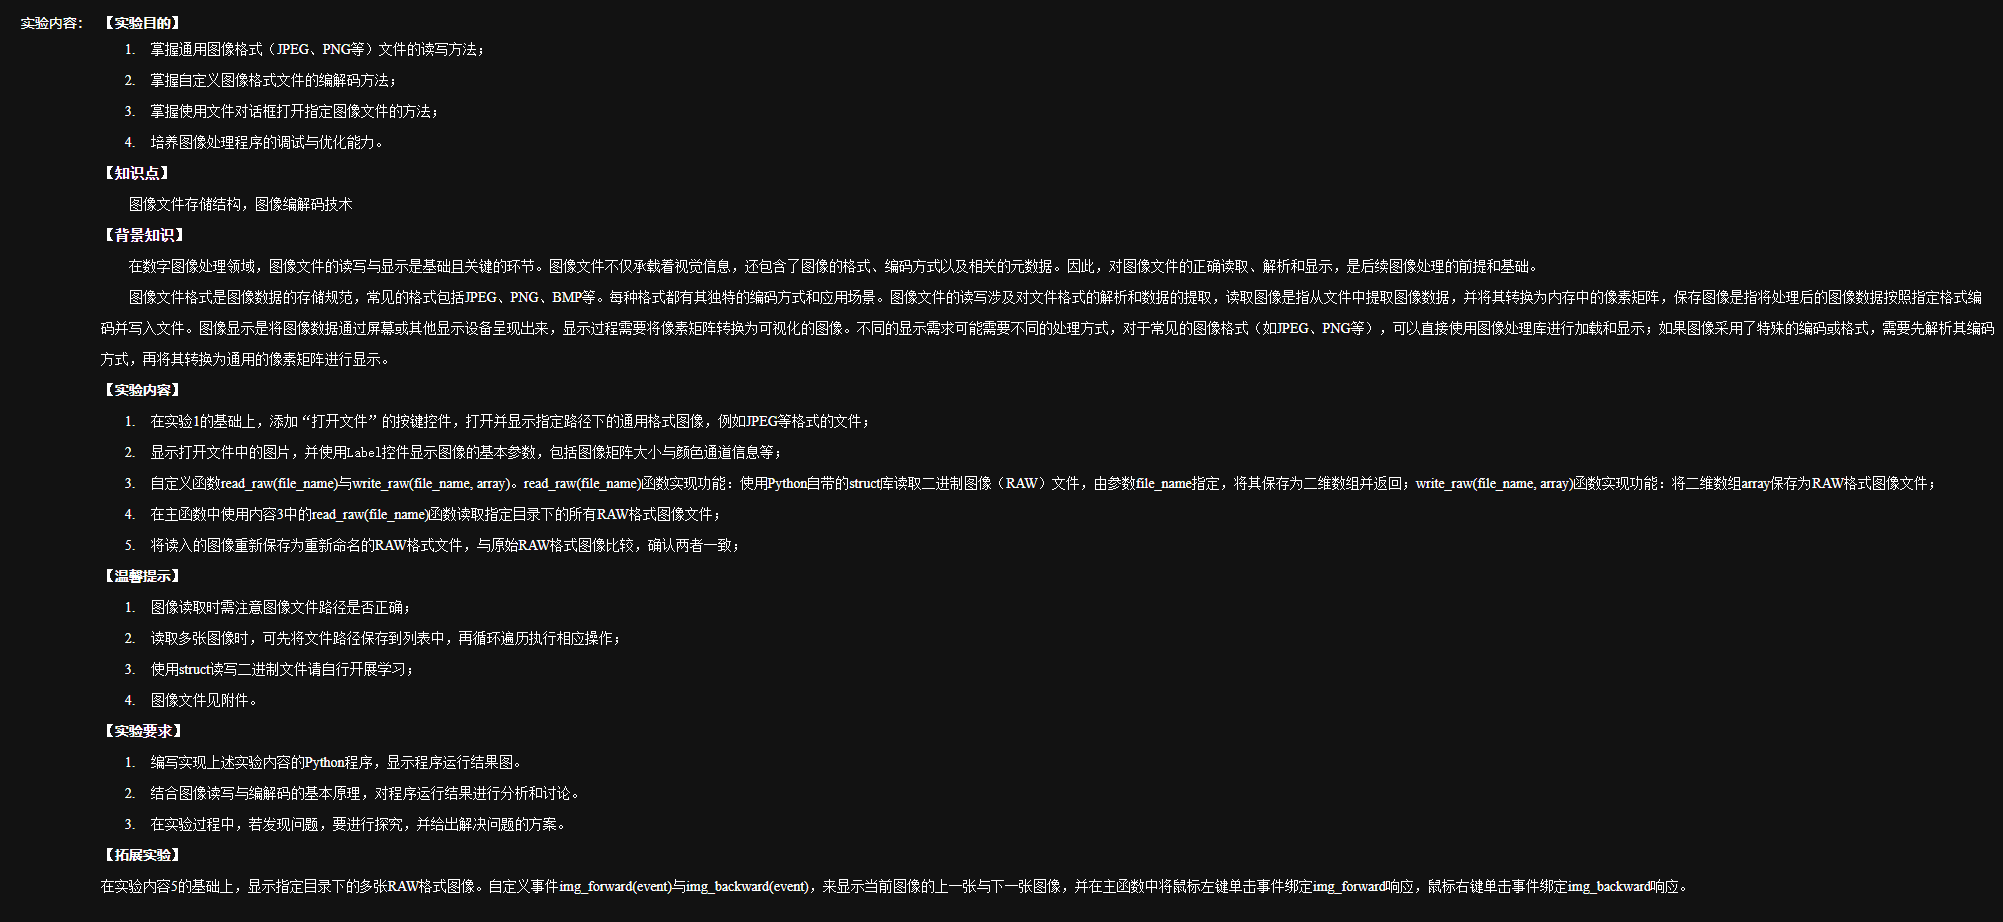 实验内容： 【实验目的】
1. 掌握通用图像格式（JPEG、PNG等）文件的读写方法；
2. 掌握自定义图像格式文件的编解码方法；
3. 掌握使用文件对话框打开指定图像文件的方法；
4. 培养图像处理程序的调试与优化能力。
【知识点】
图像文件存储结构，图像编解码技术
【背景知识】
在数字图像处理领域，图像文件的读写与显示是基础且关键的环节。图像文件不仅承载着视觉信息，还包含了图像的格式、编码方式以及相关的元数据。因此，对图像文件的正确读取、解析和显示，是后续图像处理的前提和基础。
图像文件格式是图像数据的存储规范，常见的格式包括JPEG、PNG、BMP等。每种格式都有其独特的编码方式和应用场景。图像文件的读写涉及对文件格式的解析和数据的提取，读取图像是指从文件中提取图像数据，并将其转换为内存中的像素矩阵，保存图像是指将处理后的图像数据按照指定格式编
码并写入文件。图像显示是将图像数据通过屏幕或其他显示设备呈现出来，显示过程需要将像素矩阵转换为可视化的图像。不同的显示需求可能需要不同的处理方式，对于常见的图像格式（如JPEG、PNG等），可以直接使用图像处理库进行加载和显示；如果图像采用了特殊的编码或格式，需要先解析其编码
方式，再将其转换为通用的像素矩阵进行显示。
【实验内容】
1. 在实验1的基础上，添加“打开文件”的按键控件，打开并显示指定路径下的通用格式图像，例如JPEG等格式的文件；
2. 显示打开文件中的图片，并使用Label控件显示图像的基本参数，包括图像矩阵大小与颜色通道信息等；
3. 自定义函数read_raw(file_name)与write_raw(file_name, array)。read_raw(file_name)函数实现功能：使用Python自带的struct库读取二进制图像（RAW）文件，由参数file_name指定，将其保存为二维数组并返回；write_raw(file_name, array)函数实现功能：将二维数组array保存为RAW格式图像文件；
4. 在主函数中使用内容3中的read_raw(file_name)函数读取指定目录下的所有RAW格式图像文件；
5. 将读入的图像重新保存为重新命名的RAW格式文件，与原始RAW格式图像比较，确认两者一致；
【温馨提示】
1. 图像读取时需注意图像文件路径是否正确；
2. 读取多张图像时，可先将文件路径保存到列表中，再循环遍历执行相应操作；
3. 使用struct读写二进制文件请自行开展学习；
4. 图像文件见附件。
【实验要求】
1. 编写实现上述实验内容的Python程序，显示程序运行结果图。
2. 结合图像读写与编解码的基本原理，对程序运行结果进行分析和讨论。
3. 在实验过程中，若发现问题，要进行探究，并给出解决问题的方案。
【拓展实验】
在实验内容5的基础上，显示指定目录下的多张RAW格式图像。自定义事件img_forward(event)与img_backward(event)，来显示当前图像的上一张与下一张图像，并在主函数中将鼠标左键单击事件绑定img_forward响应，鼠标右键单击事件绑定img_backward响应。